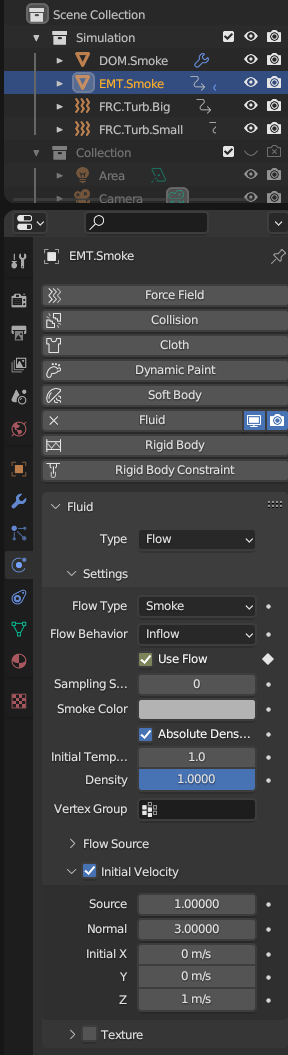 Scene Collection
Simulation
DOM.Smoke
EMT.Smoke
FRC.Turb.Big
FRC.Turb.Small
Collection
Area
Camera
EMT.Smoke
Force Field
Collision
Cloth
Dynamic Paint
Soft Body
Fluid
Rigid Body
Rigid Body Constraint
Fluid
Type Flow
Settings
Flow Type Smoke
Flow Behavior Inflow
Use Flow
Sampling S... 0
Smoke Color
Absolute Dens...
Initial Temp... 1.0
Density 1.0000
Vertex Group
Flow Source
Initial Velocity
Source 1.00000
Normal 3.00000
Initial X 0 m/s
Y 0 m/s
Z 1 m/s
Texture